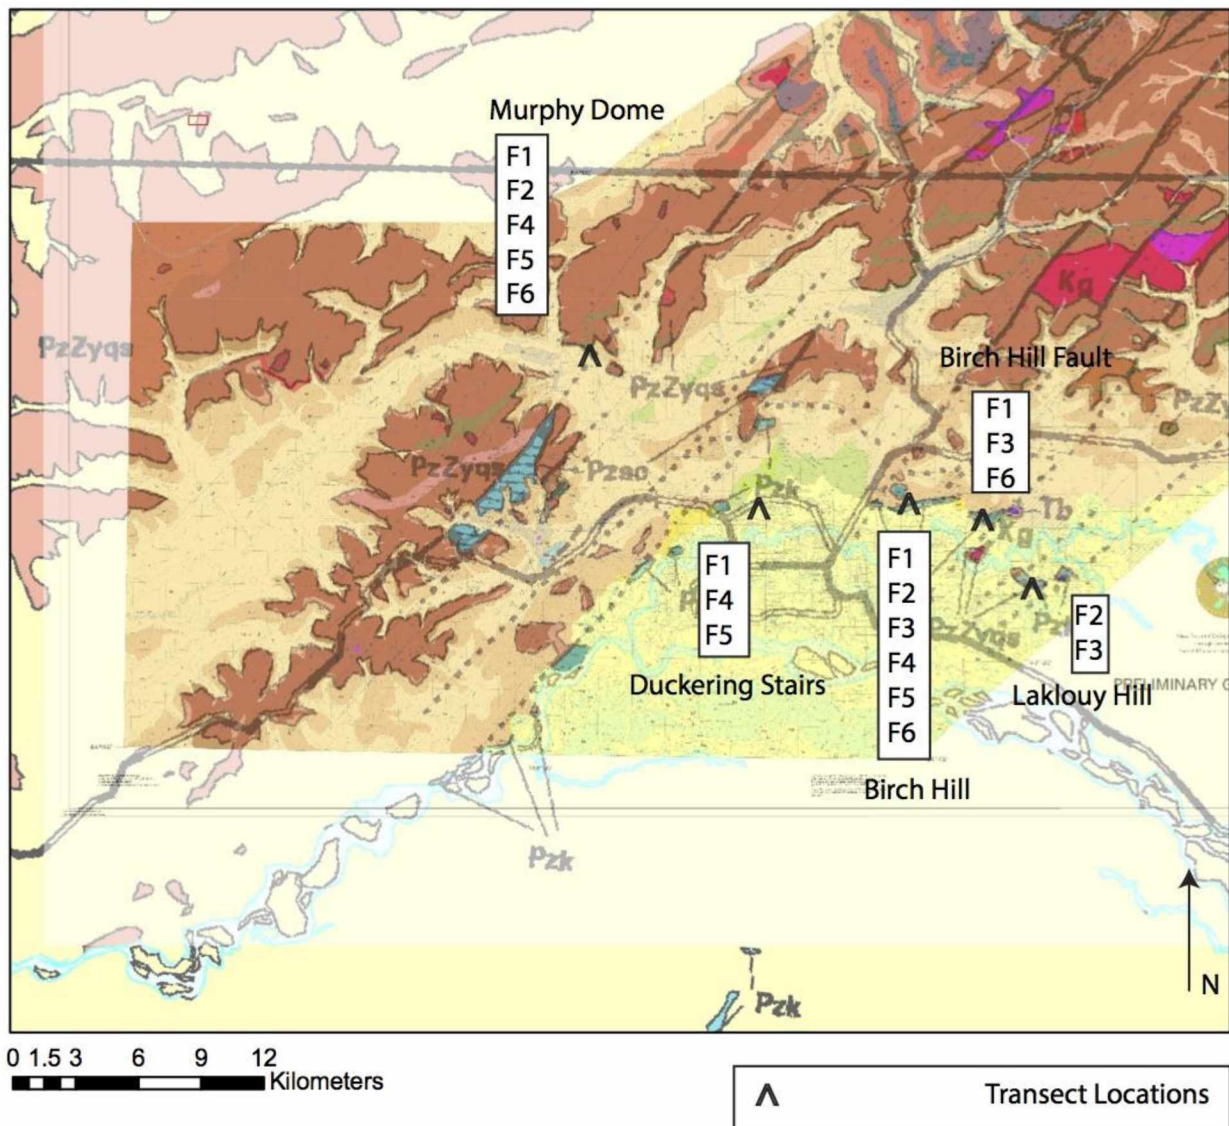 Murphy Dome
F1
F2
F4
F5
F6
Kg
PzZyqs
Birch Hill Fault
PzZyqs
F1
F3
F6
PzZyqs
Pzsc
Pzk
Tb
Kg
F1
F4
F5
F1
F2
F3
F4
F5
F6
F2
F3
PzZyqs
Duckering Stairs
Laklouy Hill
PRELIMINARY G
Birch Hill
Pzk
N
Pzk
0 1.5 3 6 9 12
Kilometers
Transect Locations